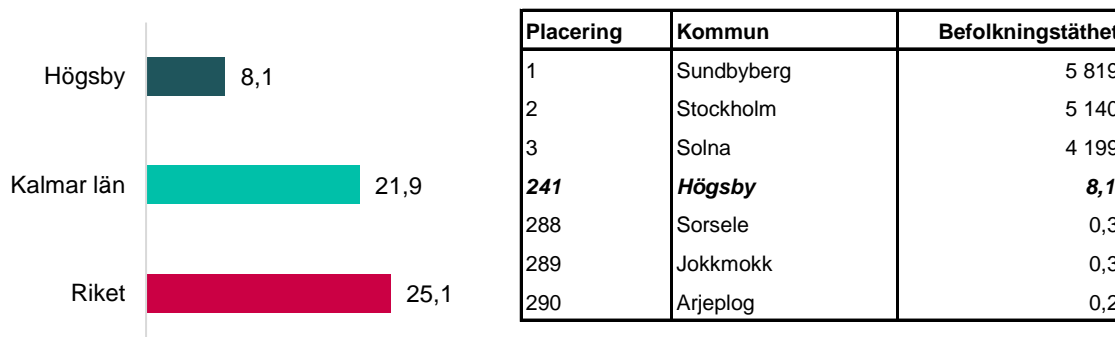 Högsby 8,1
Kalmar län 21,9
Riket 25,1
Placering Kommun Befolkningstäthet
1 Sundbyberg 5 819
2 Stockholm 5 140
3 Solna 4 199
241 Högsby 8,1
288 Sorsele 0,3
289 Jokkmokk 0,3
290 Arjeplog 0,2